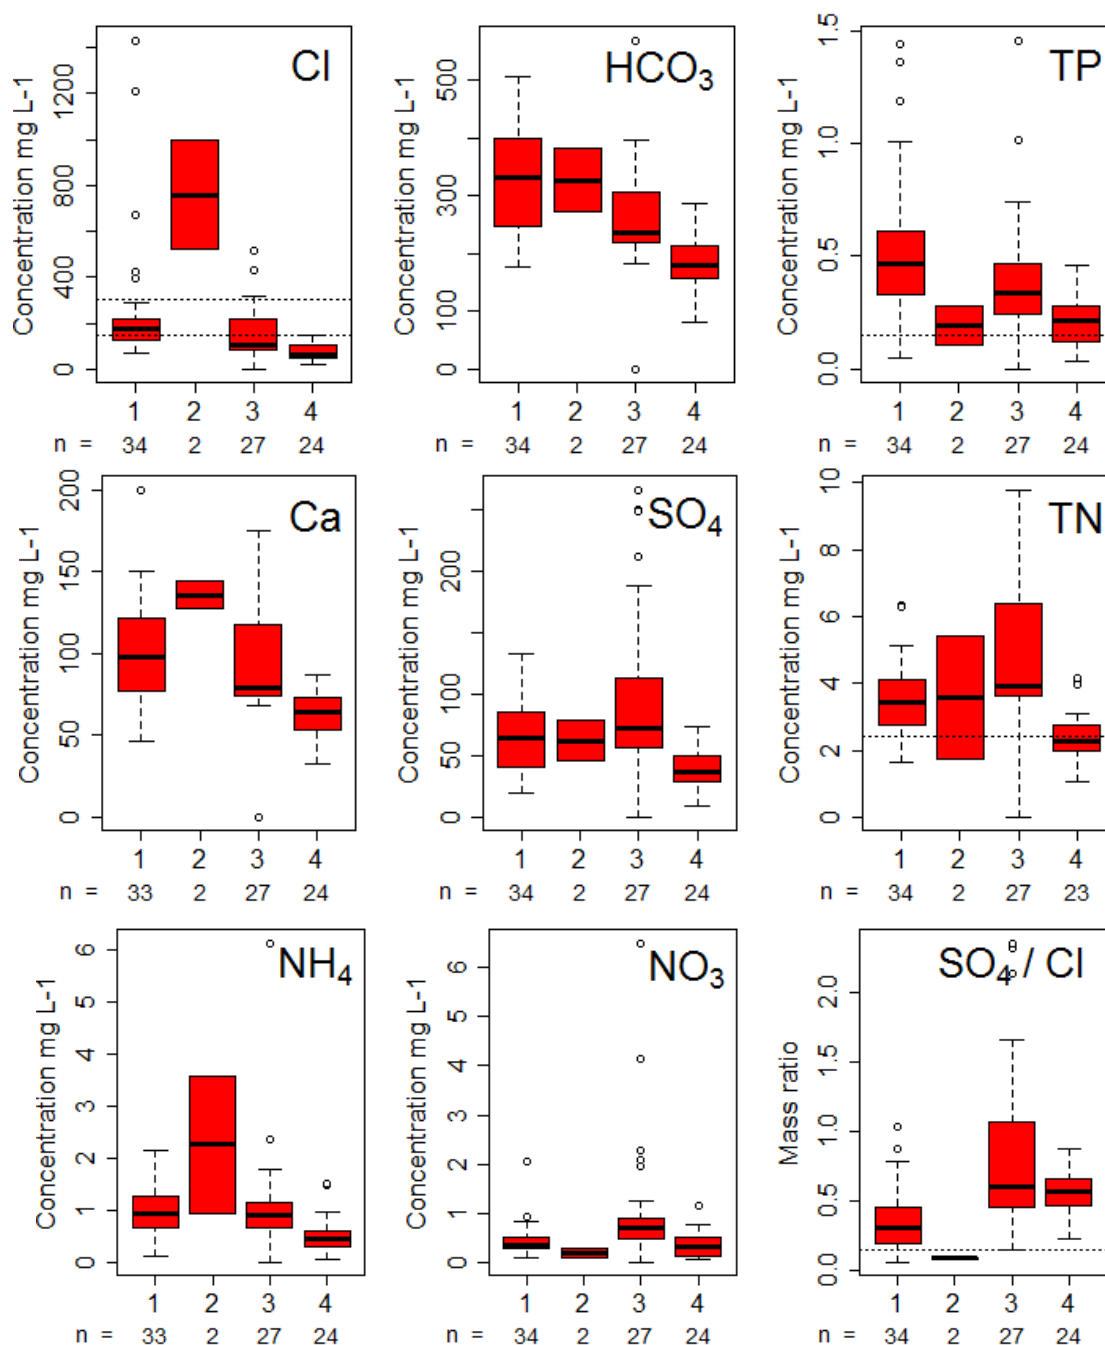 Cl
Concentration mg L-1
0 400 800 1200
1 2 3 4
n = 34 2 27 24
HCO3
Concentration mg L-1
0 100 300 500
1 2 3 4
n = 34 2 27 24
TP
Concentration mg L-1
0.0 0.5 1.0 1.5
1 2 3 4
n = 34 2 27 24
Ca
Concentration mg L-1
0 50 100 150 200
1 2 3 4
n = 33 2 27 24
SO4
Concentration mg L-1
0 50 100 200
1 2 3 4
n = 34 2 27 24
TN
Concentration mg L-1
0 2 4 6 8 10
1 2 3 4
n = 34 2 27 23
NH4
Concentration mg L-1
0 1 2 3 4 5 6
1 2 3 4
n = 33 2 27 24
NO3
Concentration mg L-1
0 1 2 3 4 5 6
1 2 3 4
n = 34 2 27 24
SO4 / Cl
Mass ratio
0.0 0.5 1.0 1.5 2.0
1 2 3 4
n = 34 2 27 24